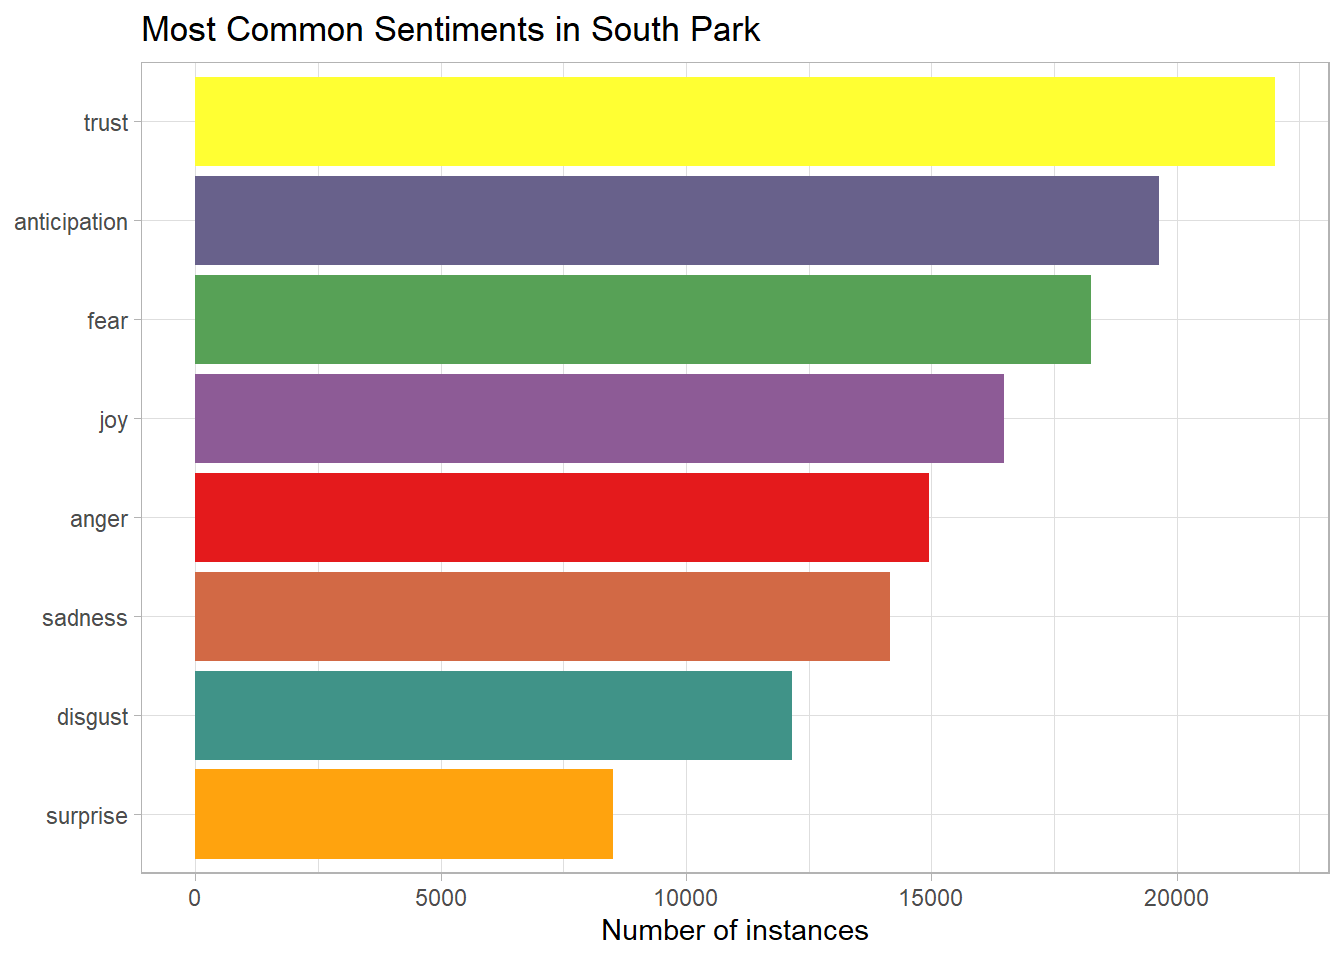 Most Common Sentiments in South Park
trust
anticipation
fear
joy
anger
sadness
disgust
surprise
0 5000 10000 15000 20000
Number of instances